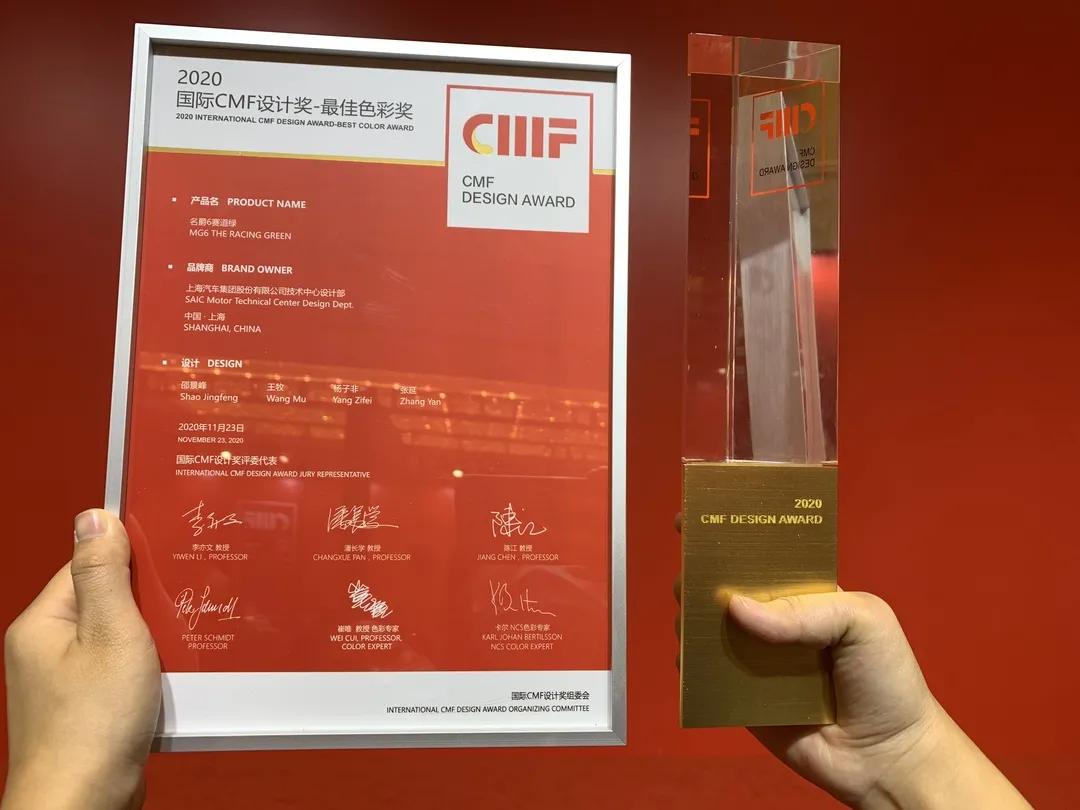 2020
国际CMF设计奖-最佳色彩奖
2020 INTERNATIONAL CMF DESIGN AWARD-BEST COLOR AWARD
CMF
CMF
DESIGN AWARD
产品名 PRODUCT NAME
名爵6赛道绿
MG6 THE RACING GREEN
品牌商 BRAND OWNER
上海汽车集团股份有限公司技术中心设计部
SAIC Motor Technical Center Design Dept.
中国 · 上海
SHANGHAI, CHINA
设计 DESIGN
邵景峰 王牧 杨子非 张延
Shao Jingfeng Wang Mu Yang Zifei Zhang Yan
2020年11月23日
NOVEMBER 23, 2020
国际CMF设计奖评委代表
INTERNATIONAL CMF DESIGN AWARD JURY REPRESENTATIVE
李亦文 教授 潘长学 教授 陈江 教授
YIWEN LI , PROFESSOR CHANGXUE PAN , PROFESSOR JIANG CHEN , PROFESSOR
崔唯 教授 色彩专家 卡尔 NCS色彩专家
PETER SCHMIDT WEI CUI, PROFESSOR, KARL JOHAN BERTILSSON
PROFESSOR COLOR EXPERT NCS COLOR EXPERT
国际CMF设计奖组委会
INTERNATIONAL CMF DESIGN AWARD ORGANIZING COMMITTEE
CMF
CMF
DESIGN AWARD
2020
CMF DESIGN AWARD